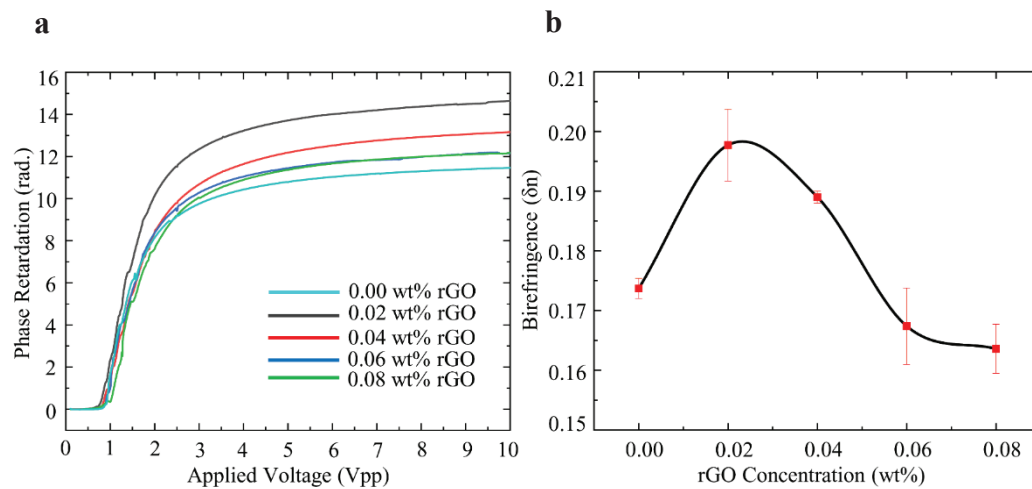 a
16
14
12
10
8
6
4
2
0
0 1 2 3 4 5 6 7 8 9 10
Phase Retardation (rad.)
Applied Voltage (Vpp)
0.00 wt% rGO
0.02 wt% rGO
0.04 wt% rGO
0.06 wt% rGO
0.08 wt% rGO
b
0.21
0.20
0.19
0.18
0.17
0.16
0.15
0.00 0.02 0.04 0.06 0.08
Birefringence (δn)
rGO Concentration (wt%)